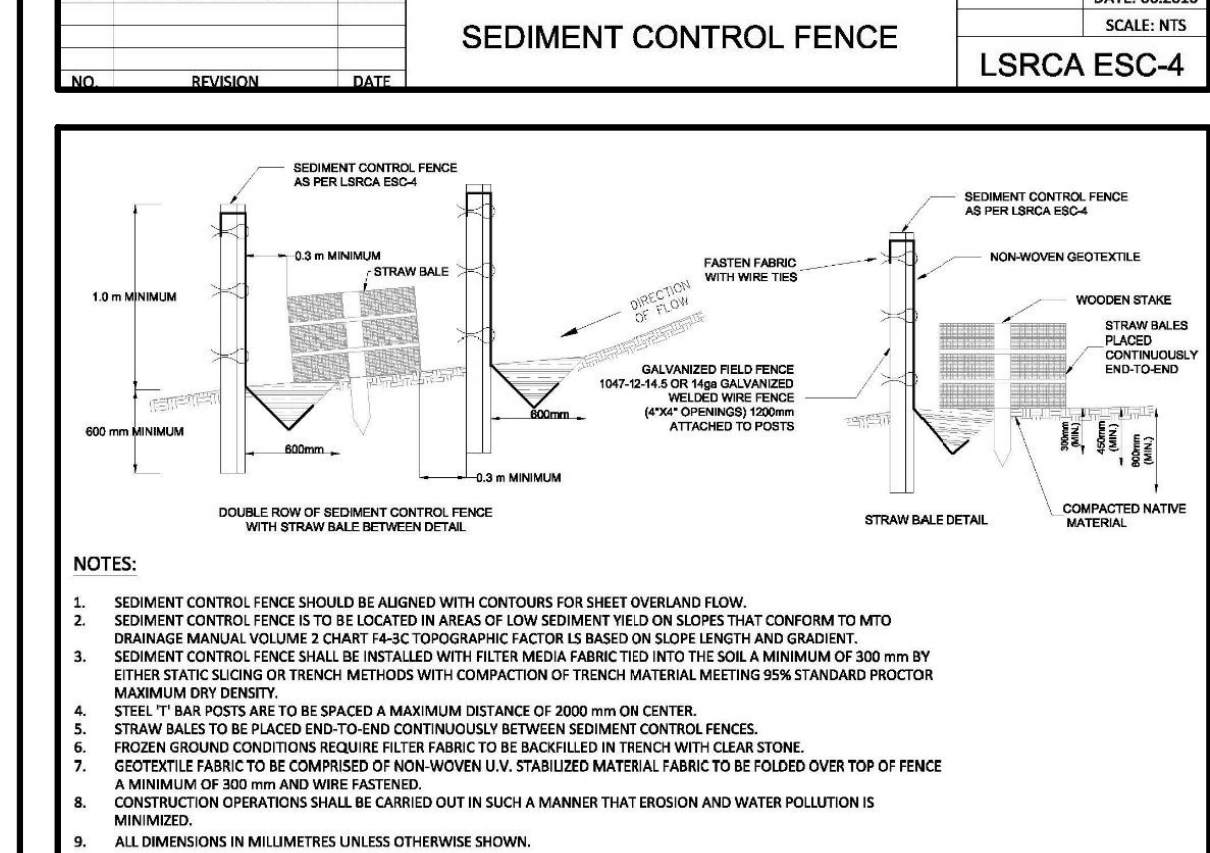 DATE: 06.2016
SCALE: NTS
SEDIMENT CONTROL FENCE
LSRCA ESC-4
NO. REVISION DATE
SEDIMENT CONTROL FENCE
AS PER LSRCA ESC-4
0.3 m MINIMUM
STRAW BALE
1.0 m MINIMUM
600 mm MINIMUM
600mm
DIRECTION
OF FLOW
600mm
0.3 m MINIMUM
DOUBLE ROW OF SEDIMENT CONTROL FENCE
WITH STRAW BALE BETWEEN DETAIL
FASTEN FABRIC
WITH WIRE TIES
GALVANIZED FIELD FENCE
1047-12-14.5 OR 14ga GALVANIZED
WELDED WIRE FENCE
(4"X4" OPENINGS) 1200mm
ATTACHED TO POSTS
SEDIMENT CONTROL FENCE
AS PER LSRCA ESC-4
NON-WOVEN GEOTEXTILE
WOODEN STAKE
STRAW BALES
PLACED
CONTINUOUSLY
END-TO-END
300mm
(MIN.)
450mm
(MIN.)
(MIN.)
COMPACTED NATIVE
MATERIAL
STRAW BALE DETAIL
NOTES:
1. SEDIMENT CONTROL FENCE SHOULD BE ALIGNED WITH CONTOURS FOR SHEET OVERLAND FLOW.
2. SEDIMENT CONTROL FENCE IS TO BE LOCATED IN AREAS OF LOW SEDIMENT YIELD ON SLOPES THAT CONFORM TO MTO
DRAINAGE MANUAL VOLUME 2 CHART F4-3C TOPOGRAPHIC FACTOR LS BASED ON SLOPE LENGTH AND GRADIENT.
3. SEDIMENT CONTROL FENCE SHALL BE INSTALLED WITH FILTER MEDIA FABRIC TIED INTO THE SOIL A MINIMUM OF 300 mm BY
EITHER STATIC SLICING OR TRENCH METHODS WITH COMPACTION OF TRENCH MATERIAL MEETING 95% STANDARD PROCTOR
MAXIMUM DRY DENSITY.
4. STEEL 'T' BAR POSTS ARE TO BE SPACED A MAXIMUM DISTANCE OF 2000 mm ON CENTER.
5. STRAW BALES TO BE PLACED END-TO-END CONTINUOUSLY BETWEEN SEDIMENT CONTROL FENCES.
6. FROZEN GROUND CONDITIONS REQUIRE FILTER FABRIC TO BE BACKFILLED IN TRENCH WITH CLEAR STONE.
7. GEOTEXTILE FABRIC TO BE COMPRISED OF NON-WOVEN U.V. STABILIZED MATERIAL FABRIC TO BE FOLDED OVER TOP OF FENCE
A MINIMUM OF 300 mm AND WIRE FASTENED.
8. CONSTRUCTION OPERATIONS SHALL BE CARRIED OUT IN SUCH A MANNER THAT EROSION AND WATER POLLUTION IS
MINIMIZED.
9. ALL DIMENSIONS IN MILLIMETRES UNLESS OTHERWISE SHOWN.